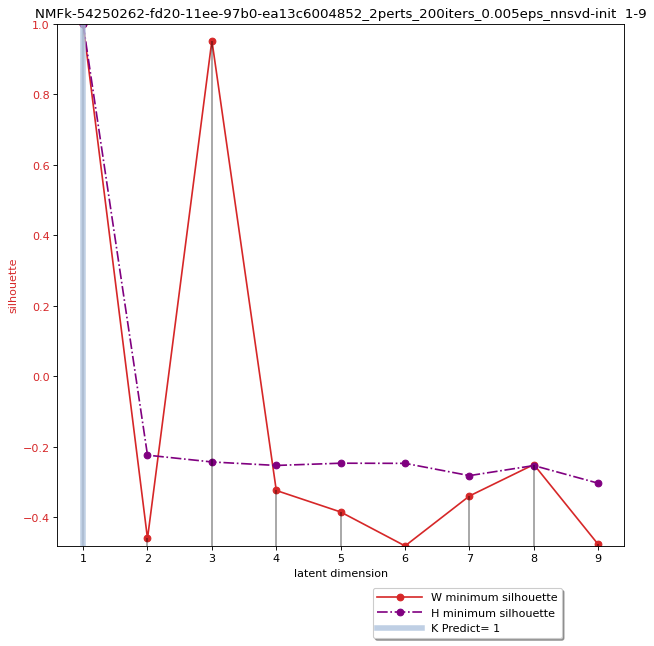 NMFk-54250262-fd20-11ee-97b0-ea13c6004852_2perts_200iters_0.005eps_nnsvd-init  1-9
1.0
0.8
0.6
0.4
0.2
0.0
−0.2
−0.4
silhouette
1 2 3 4 5 6 7 8 9
latent dimension
W minimum silhouette
H minimum silhouette
K Predict= 1